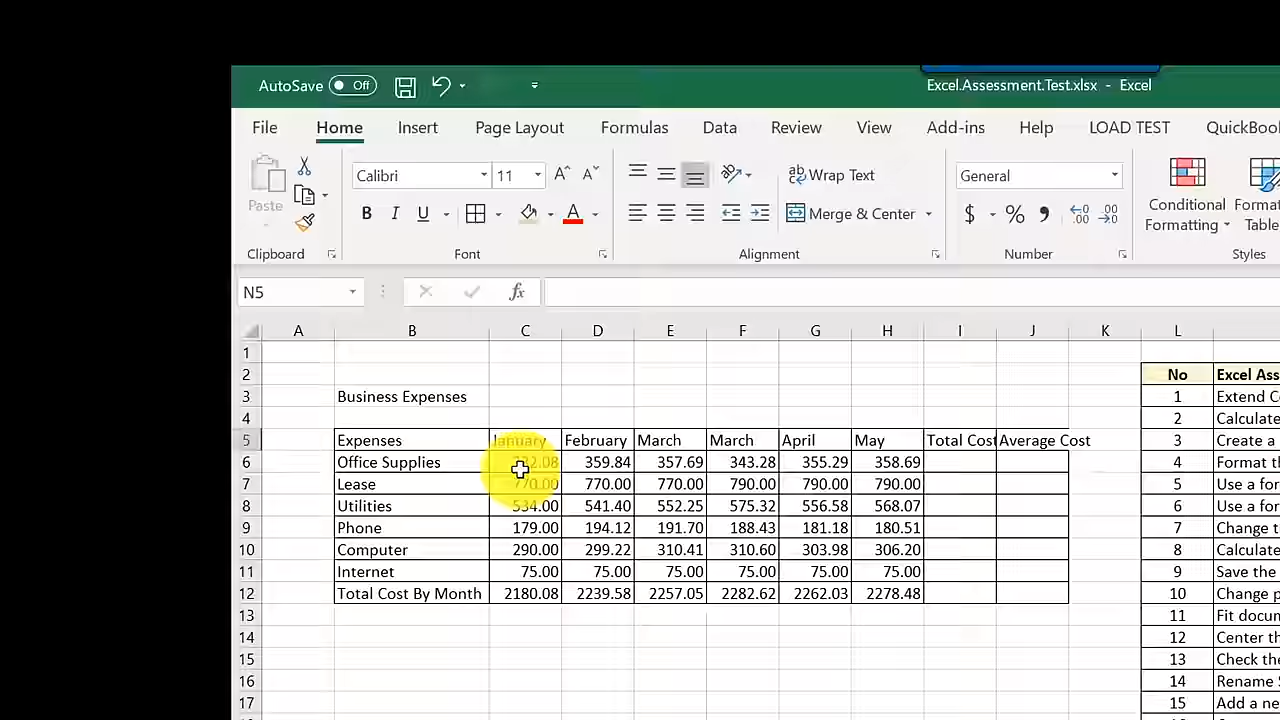 AutoSave Off Excel.Assessment.Test.xlsx - Excel
File Home Insert Page Layout Formulas Data Review View Add-ins Help LOAD TEST
Paste Calibri 11 Wrap Text General Conditional Formatting
B I U A Merge & Center $ % Table
Clipboard Font Alignment Number Styles
N5 fx
A B C D E F G H I J K L
1
2 No Excel
3 Business Expenses 1 Extend
4 2 Calculate
5 Expenses January February March March April May Total Cost Average Cost 3 Create a
6 Office Supplies 359.84 357.69 343.28 355.29 358.69 4 Format
7 Lease 770.00 770.00 770.00 790.00 790.00 790.00 5 Use a
8 Utilities 534.00 541.40 552.25 575.32 556.58 568.07 6 Use a
9 Phone 179.00 194.12 191.70 188.43 181.18 180.51 7 Change
10 Computer 290.00 299.22 310.41 310.60 303.98 306.20 8 Calculate
11 Internet 75.00 75.00 75.00 75.00 75.00 75.00 9 Save the
12 Total Cost By Month 2180.08 2239.58 2257.05 2282.62 2262.03 2278.48 10 Change
13 11 Fit
14 12 Center
15 13 Check the
16 14 Rename
17 15 Add a